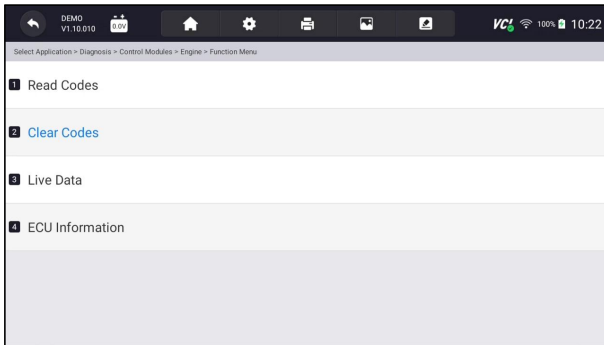 DEMO
V1.10.010
0.0V
VCI 100% 10:22
Select Application > Diagnosis > Control Modules > Engine > Function Menu
1 Read Codes
2 Clear Codes
3 Live Data
4 ECU Information